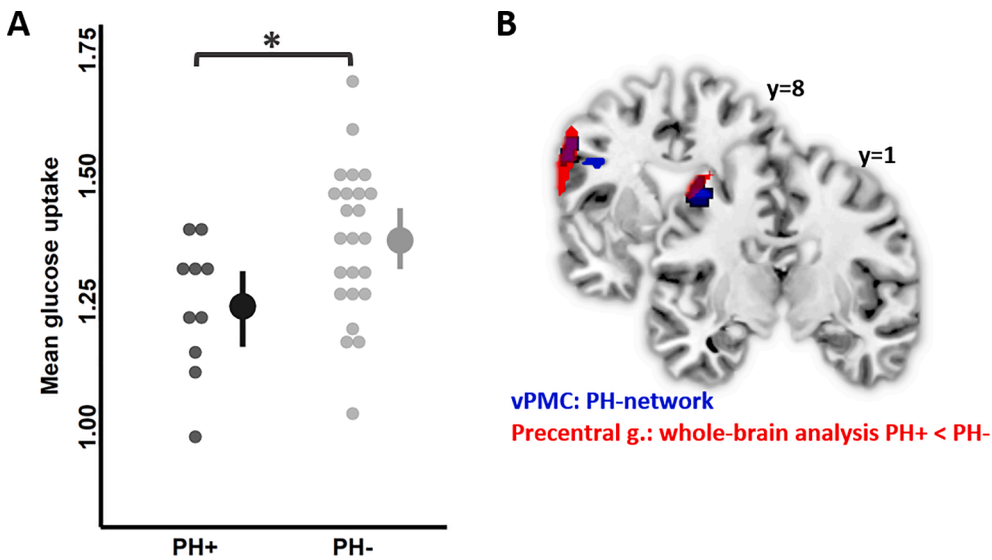 A
B
*
1.75
1.50
1.25
1.00
Mean glucose uptake
PH+
PH-
y=8
y=1
vPMC: PH-network
Precentral g.: whole-brain analysis PH+ < PH-